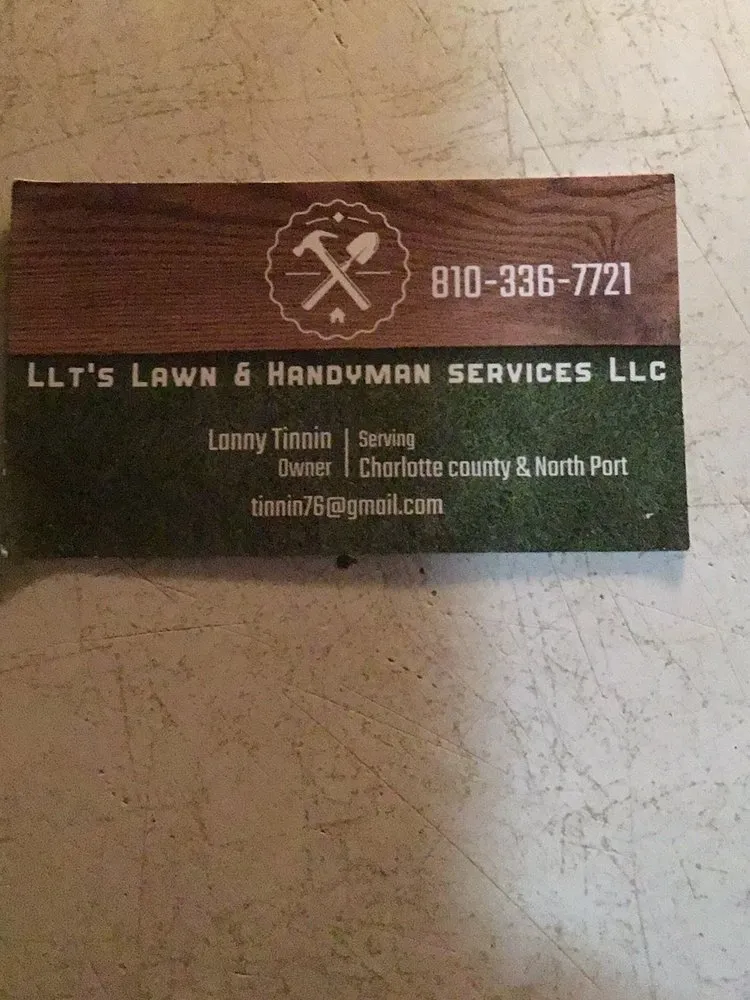 810-336-7721
LLT's Lawn & Handyman services LLC
Lanny Tinnin
Owner
Serving
Charlotte county & North Port
tinnin76@gmail.com